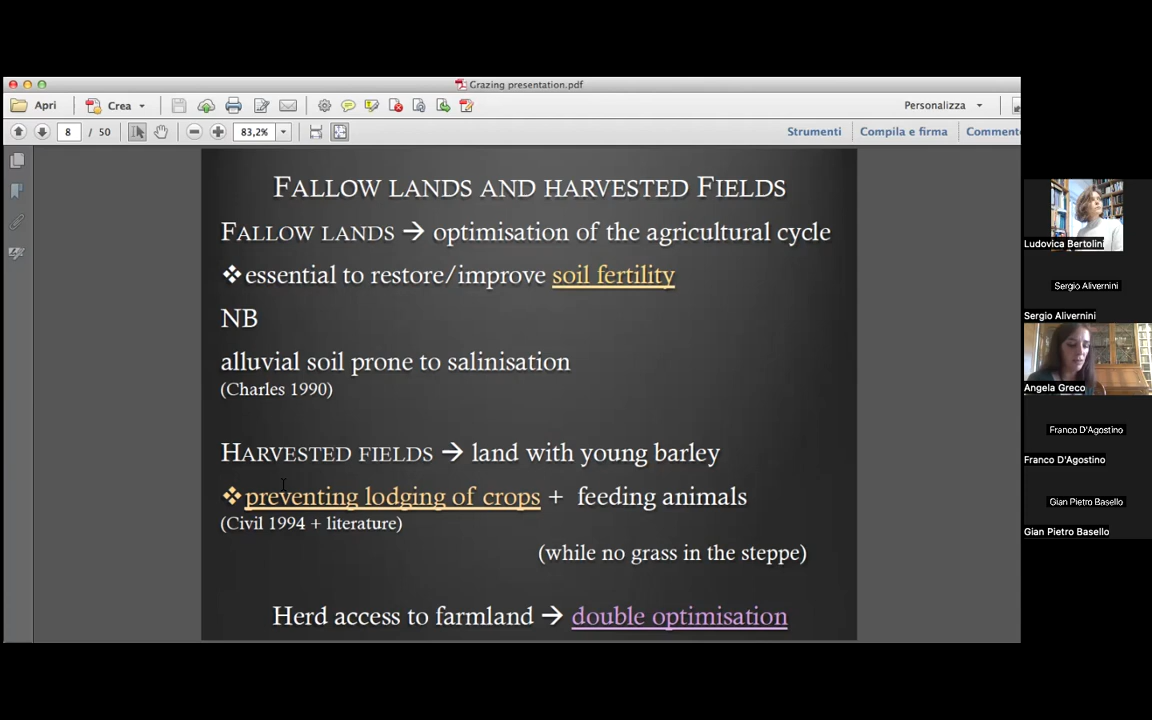 Grazing presentation.pdf
Apri
Crea
Personalizza
8 / 50
83,2%
Strumenti
Compila e firma
Comment
FALLOW LANDS AND HARVESTED FIELDS
FALLOW LANDS → optimisation of the agricultural cycle
❖essential to restore/improve soil fertility
NB
alluvial soil prone to salinisation
(Charles 1990)
HARVESTED FIELDS → land with young barley
❖preventing lodging of crops + feeding animals
(Civil 1994 + literature)
(while no grass in the steppe)
Herd access to farmland → double optimisation
Ludovica Bertolini
Sergio Alivernini
Sergio Alivernini
Angela Greco
Franco D'Agostino
Franco D'Agostino
Gian Pietro Basello
Gian Pietro Basello